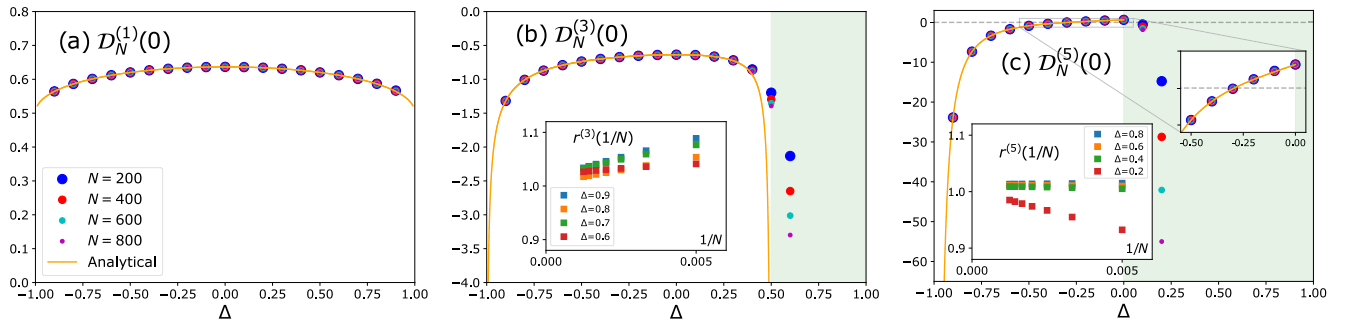 (a) 𝒟_N^(1)(0)
0.8
0.7
0.6
0.5
0.4
0.3
0.2
0.1
0.0
N = 200
N = 400
N = 600
N = 800
Analytical
−1.00 −0.75 −0.50 −0.25 0.00 0.25 0.50 0.75 1.00
Δ
(b) 𝒟_N^(3)(0)
0.0
−0.5
−1.0
−1.5
−2.0
−2.5
−3.0
−3.5
−4.0
r^(3)(1/N)
1.1
1.0
0.9
Δ=0.9
Δ=0.8
Δ=0.7
Δ=0.6
1/N
0.000 0.005
−1.00 −0.75 −0.50 −0.25 0.00 0.25 0.50 0.75 1.00
Δ
(c) 𝒟_N^(5)(0)
0
−10
−20
−30
−40
−50
−60
−0.50 −0.25 0.00
r^(5)(1/N)
1.1
1.0
0.9
Δ=0.8
Δ=0.6
Δ=0.4
Δ=0.2
1/N
0.000 0.005
−1.00 −0.75 −0.50 −0.25 0.00 0.25 0.50 0.75 1.00
Δ